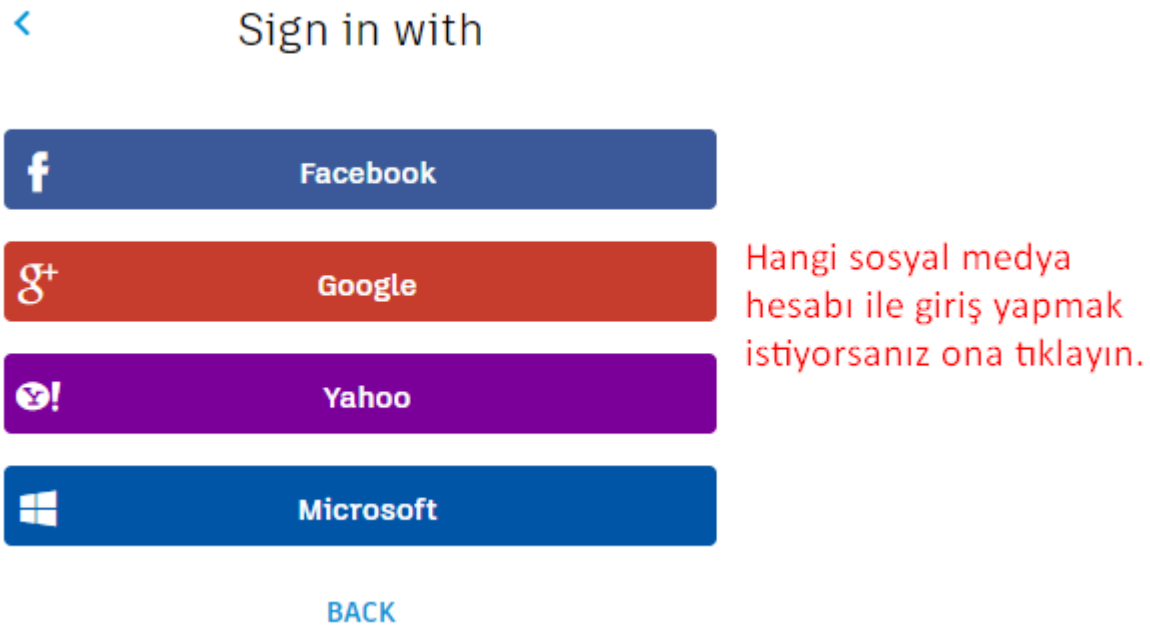 Sign in with
Facebook
Google
Yahoo
Microsoft
BACK
Hangi sosyal medya
hesabı ile giriş yapmak
istiyorsanız ona tıklayın.